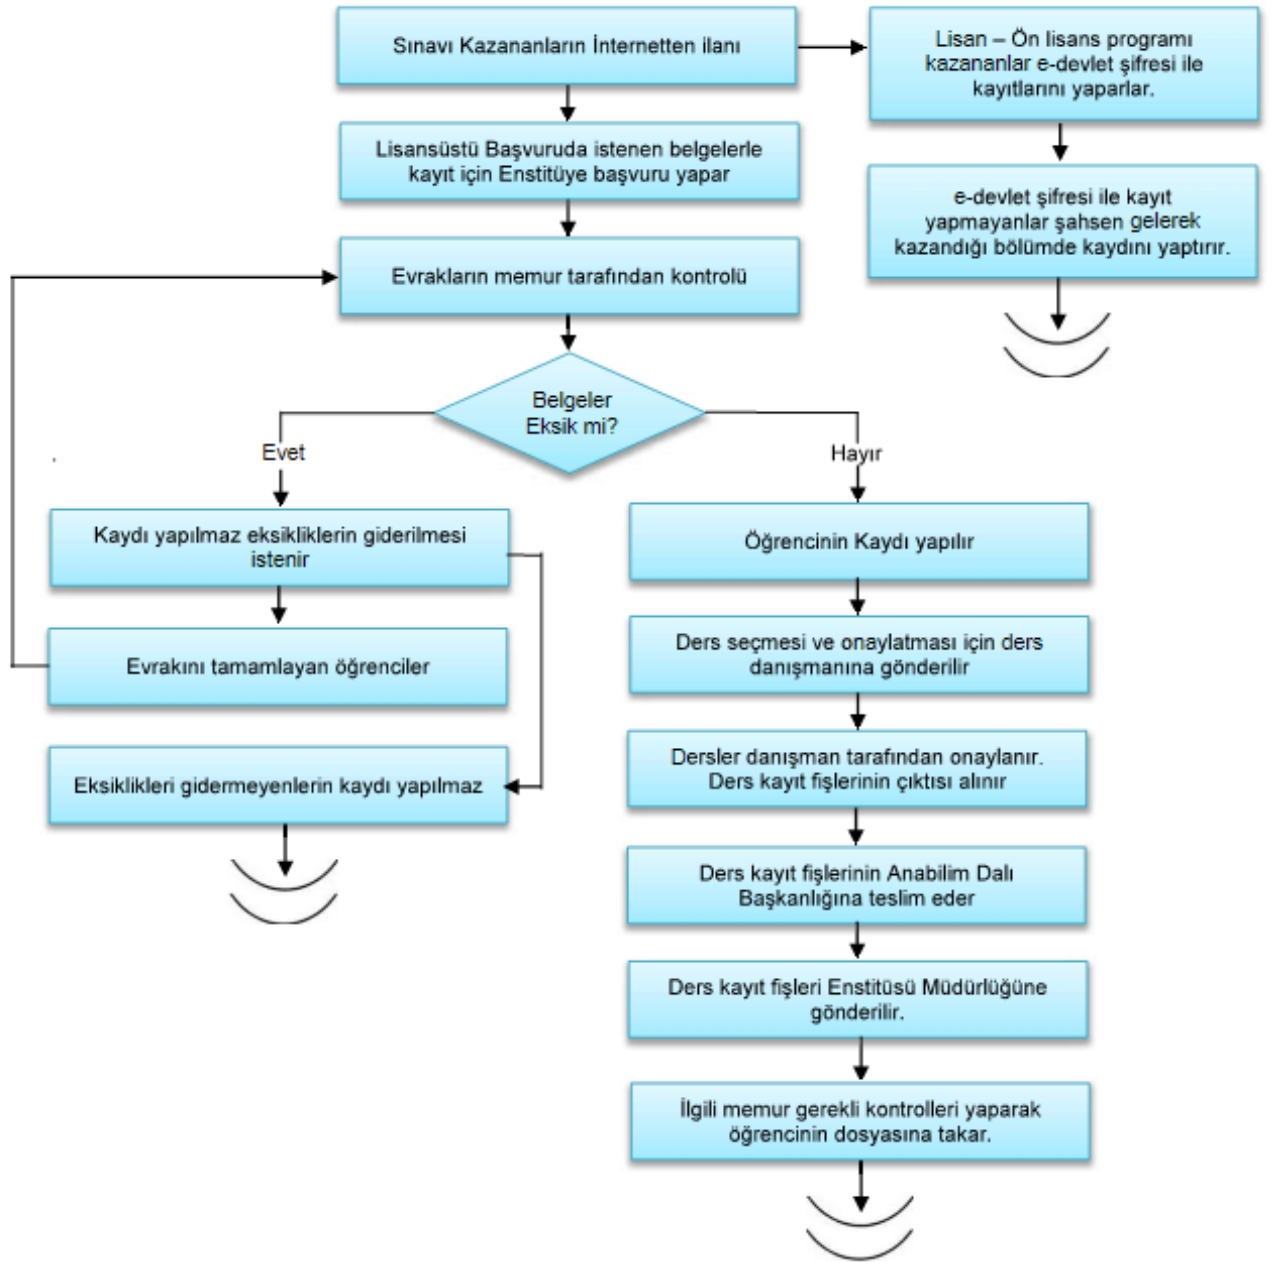 Sınavı Kazananların İnternetten ilanı
Lisan – Ön lisans programı
kazananlar e-devlet şifresi ile
kayıtlarını yaparlar.
Lisansüstü Başvuruda istenen belgelerle
kayıt için Enstitüye başvuru yapar
e-devlet şifresi ile kayıt
yapmayanlar şahsen gelerek
kazandığı bölümde kaydını yaptırır.
Evrakların memur tarafından kontrolü
Belgeler
Eksik mi?
Evet
Hayır
Kaydı yapılmaz eksikliklerin giderilmesi
istenir
Öğrencinin Kaydı yapılır
Evrakını tamamlayan öğrenciler
Ders seçmesi ve onaylatması için ders
danışmanına gönderilir
Eksiklikleri gidermeyenlerin kaydı yapılmaz
Dersler danışman tarafından onaylanır.
Ders kayıt fişlerinin çıktısı alınır
Ders kayıt fişlerinin Anabilim Dalı
Başkanlığına teslim eder
Ders kayıt fişleri Enstitüsü Müdürlüğüne
gönderilir.
İlgili memur gerekli kontrolleri yaparak
öğrencinin dosyasına takar.